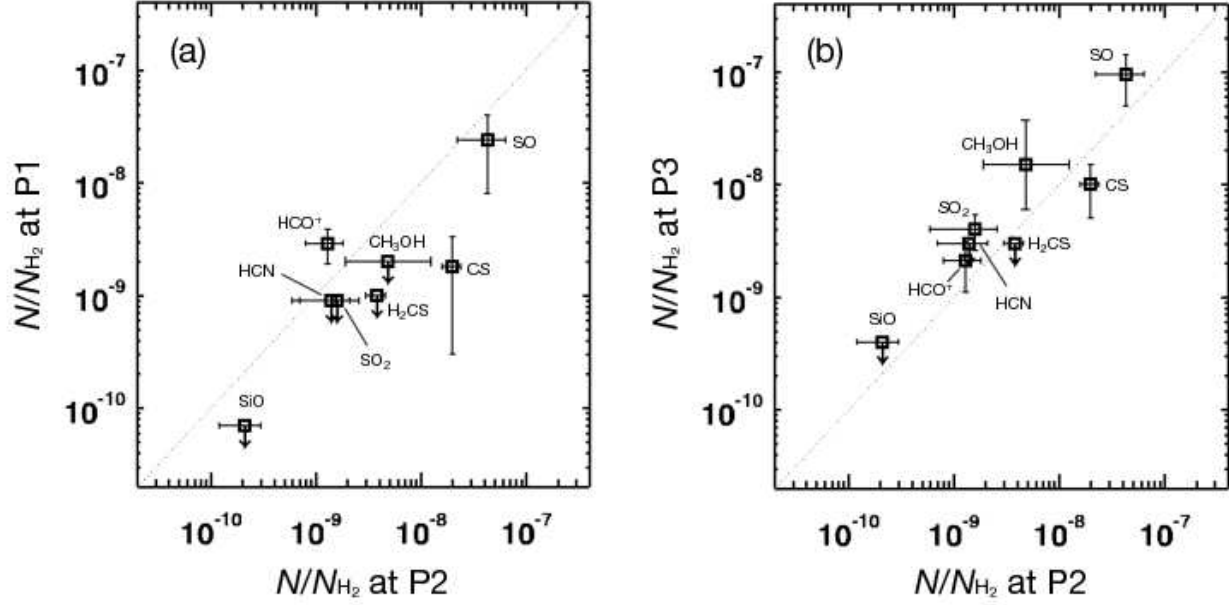 (a)
N/N_H₂ at P1
10⁻⁷
10⁻⁸
10⁻⁹
10⁻¹⁰
SO
HCO⁺
CH₃OH
HCN
CS
H₂CS
SO₂
SiO
10⁻¹⁰ 10⁻⁹ 10⁻⁸ 10⁻⁷
N/N_H₂ at P2
(b)
N/N_H₂ at P3
10⁻⁷
10⁻⁸
10⁻⁹
10⁻¹⁰
SO
CH₃OH
CS
SO₂
H₂CS
HCO⁺
HCN
SiO
10⁻¹⁰ 10⁻⁹ 10⁻⁸ 10⁻⁷
N/N_H₂ at P2